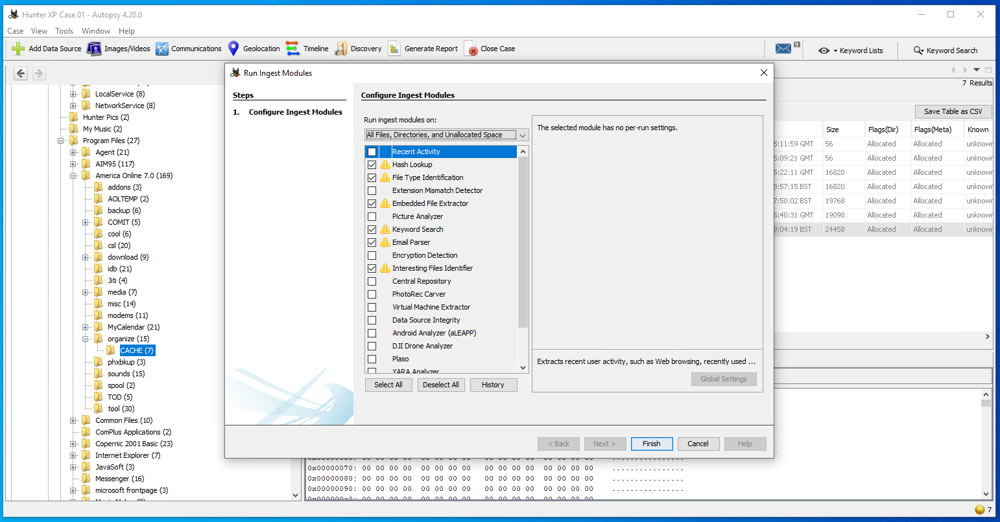 Hunter XP Case 01 - Autopsy 4.20.0
Case View Tools Window Help
Add Data Source Images/Videos Communications Geolocation Timeline Discovery Generate Report Close Case 9 Keyword Lists Keyword Search
LocalService (8)
NetworkService (8)
Hunter Pics (2)
My Music (2)
Program Files (27)
Agent (21)
AIM95 (117)
America Online 7.0 (169)
addons (3)
AOLTEMP (2)
backup (6)
COMIT (5)
cool (6)
csl (20)
download (9)
idb (21)
Jiti (4)
media (7)
misc (14)
modems (11)
MyCalendar (21)
organize (15)
CACHE (7)
phxbkup (3)
sounds (15)
spool (2)
TOD (5)
tool (30)
Common Files (10)
ComPlus Applications (2)
Copernic 2001 Basic (23)
Internet Explorer (7)
JavaSoft (3)
Messenger (16)
microsoft frontpage (3)
Run Ingest Modules
Steps
1. Configure Ingest Modules
Configure Ingest Modules
Run ingest modules on:
All Files, Directories, and Unallocated Space
Recent Activity
Hash Lookup
File Type Identification
Extension Mismatch Detector
Embedded File Extractor
Picture Analyzer
Keyword Search
Email Parser
Encryption Detection
Interesting Files Identifier
Central Repository
PhotoRec Carver
Virtual Machine Extractor
Data Source Integrity
Android Analyzer (aLEAPP)
DJI Drone Analyzer
Plaso
YARA Analyzer
Select All Deselect All History
The selected module has no per-run settings.
Extracts recent user activity, such as Web browsing, recently used ...
Global Settings
< Back Next > Finish Cancel Help
7 Results
Save Table as CSV
Size Flags(Dir) Flags(Meta) Known
5:11:59 GMT 56 Allocated Allocated unknown
5:09:21 GMT 56 Allocated Allocated unknown
5:22:11 GMT 16820 Allocated Allocated unknown
8:57:15 BST 16820 Allocated Allocated unknown
7:50:02 BST 19768 Allocated Allocated unknown
5:40:31 GMT 19098 Allocated Allocated unknown
9:04:19 BST 24458 Allocated Allocated unknown
0x00000070: 00 00 00 00 00 00 00 00 00 00 00 00 00 00 00 00 ................
0x00000080: 00 00 00 00 00 00 00 00 00 00 00 00 00 00 00 00 ................
0x00000090: 00 00 00 00 00 00 00 00 00 00 00 00 00 00 00 00 ................
7